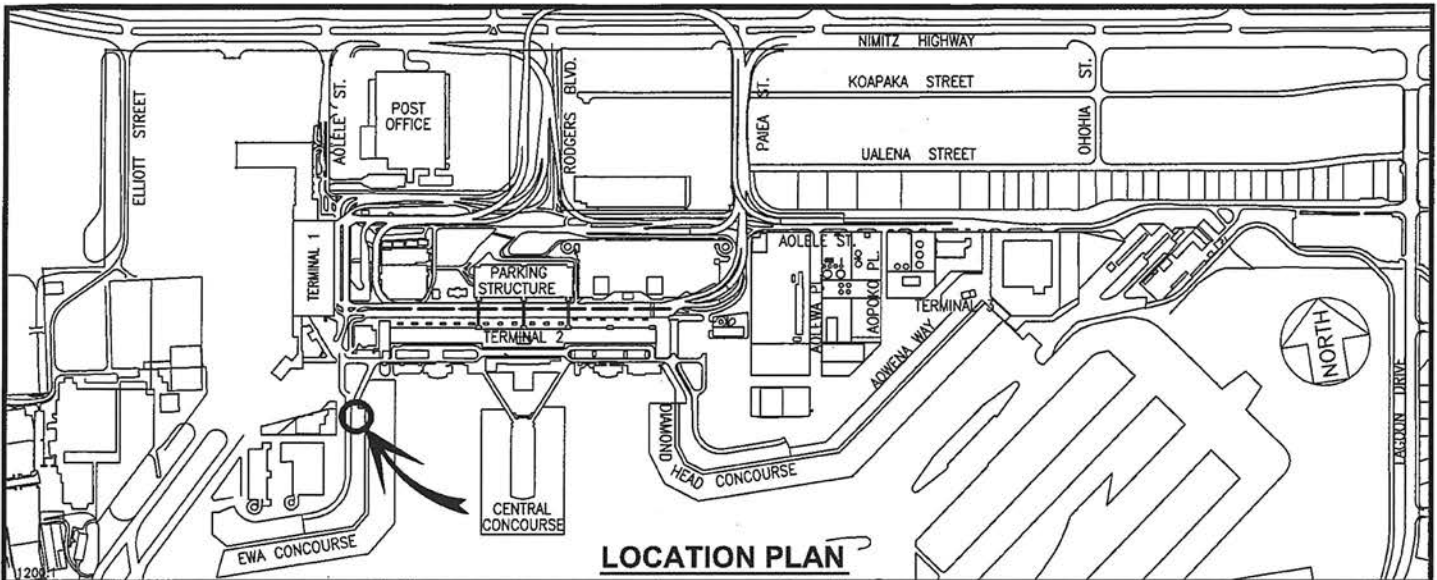 NIMITZ HIGHWAY
KOAPAKA STREET
UALENA STREET
ELLIOTT STREET
AOLELE ST.
POST
OFFICE
RODGERS BLVD.
PAIEA ST.
OHOHIA ST.
TERMINAL 1
PARKING
STRUCTURE
TERMINAL 2
AOLELE ST.
AOLEWA PL.
AOPOKO PL.
TERMINAL 3
AOWENA WAY
NORTH
LAGOON DRIVE
DIAMOND
HEAD CONCOURSE
CENTRAL
CONCOURSE
EWA CONCOURSE
LOCATION PLAN